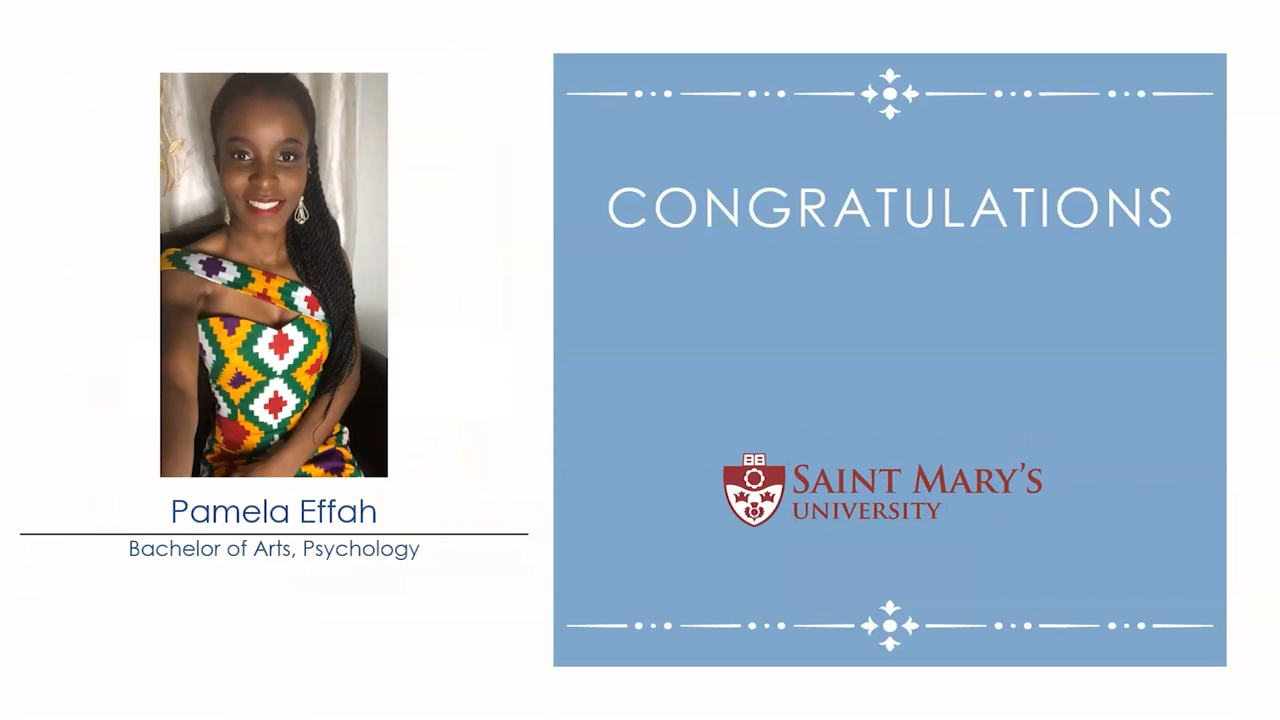 Pamela Effah
Bachelor of Arts, Psychology
CONGRATULATIONS
SAINT MARY'S
UNIVERSITY